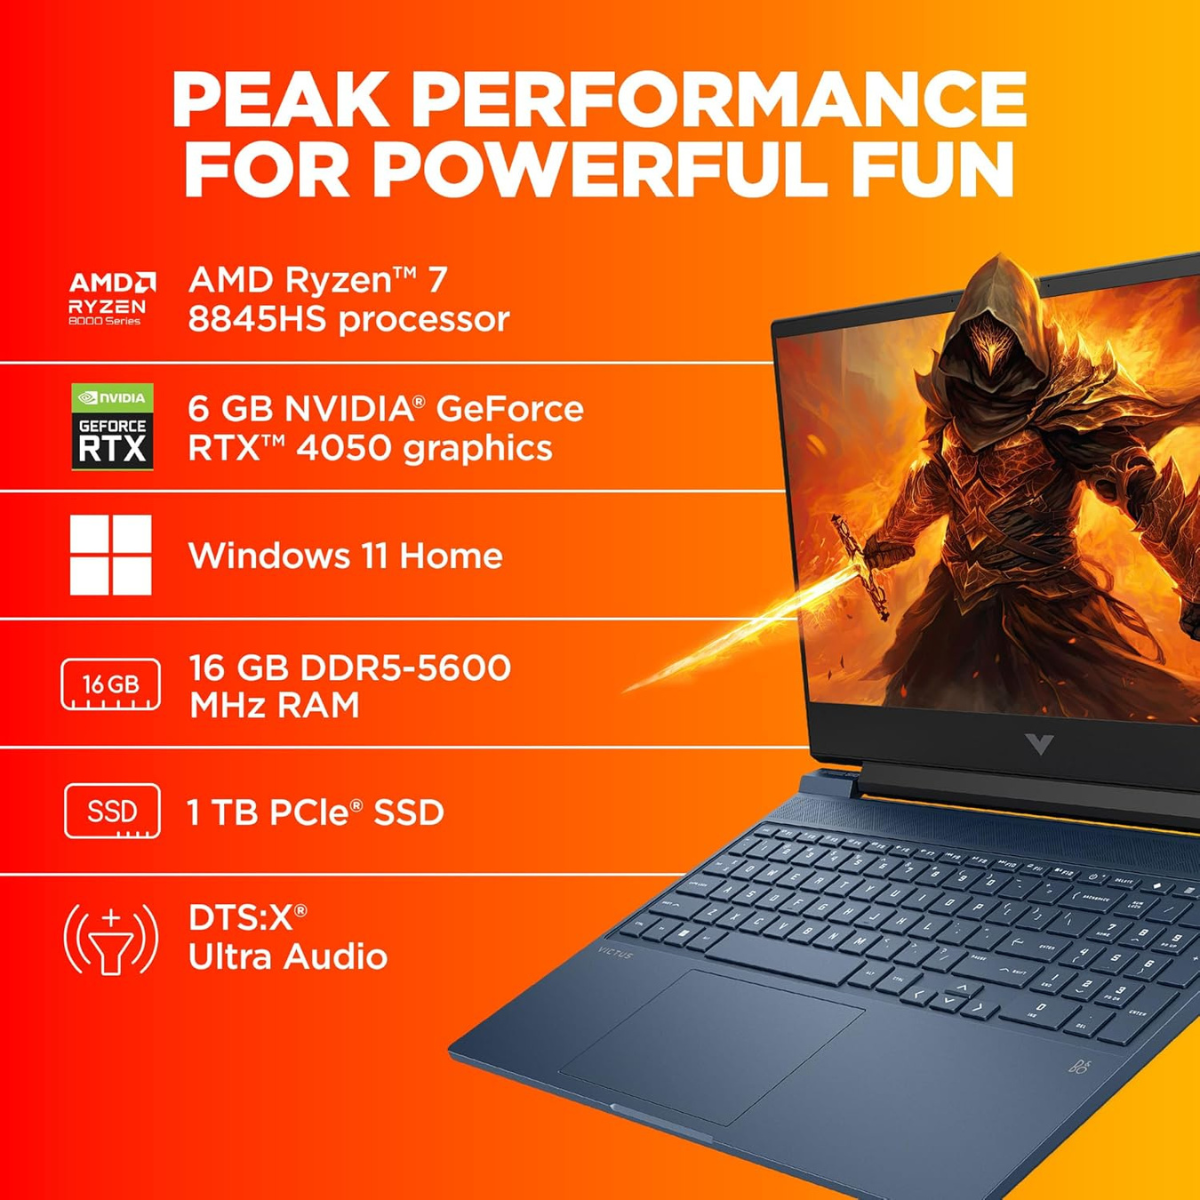 PEAK PERFORMANCE
FOR POWERFUL FUN
AMD
RYZEN
8000 Series
AMD Ryzen™ 7
8845HS processor
NVIDIA
GEFORCE
RTX
6 GB NVIDIA® GeForce
RTX™ 4050 graphics
Windows 11 Home
16 GB
16 GB DDR5-5600
MHz RAM
SSD
1 TB PCIe® SSD
DTS:X®
Ultra Audio
VICTUS